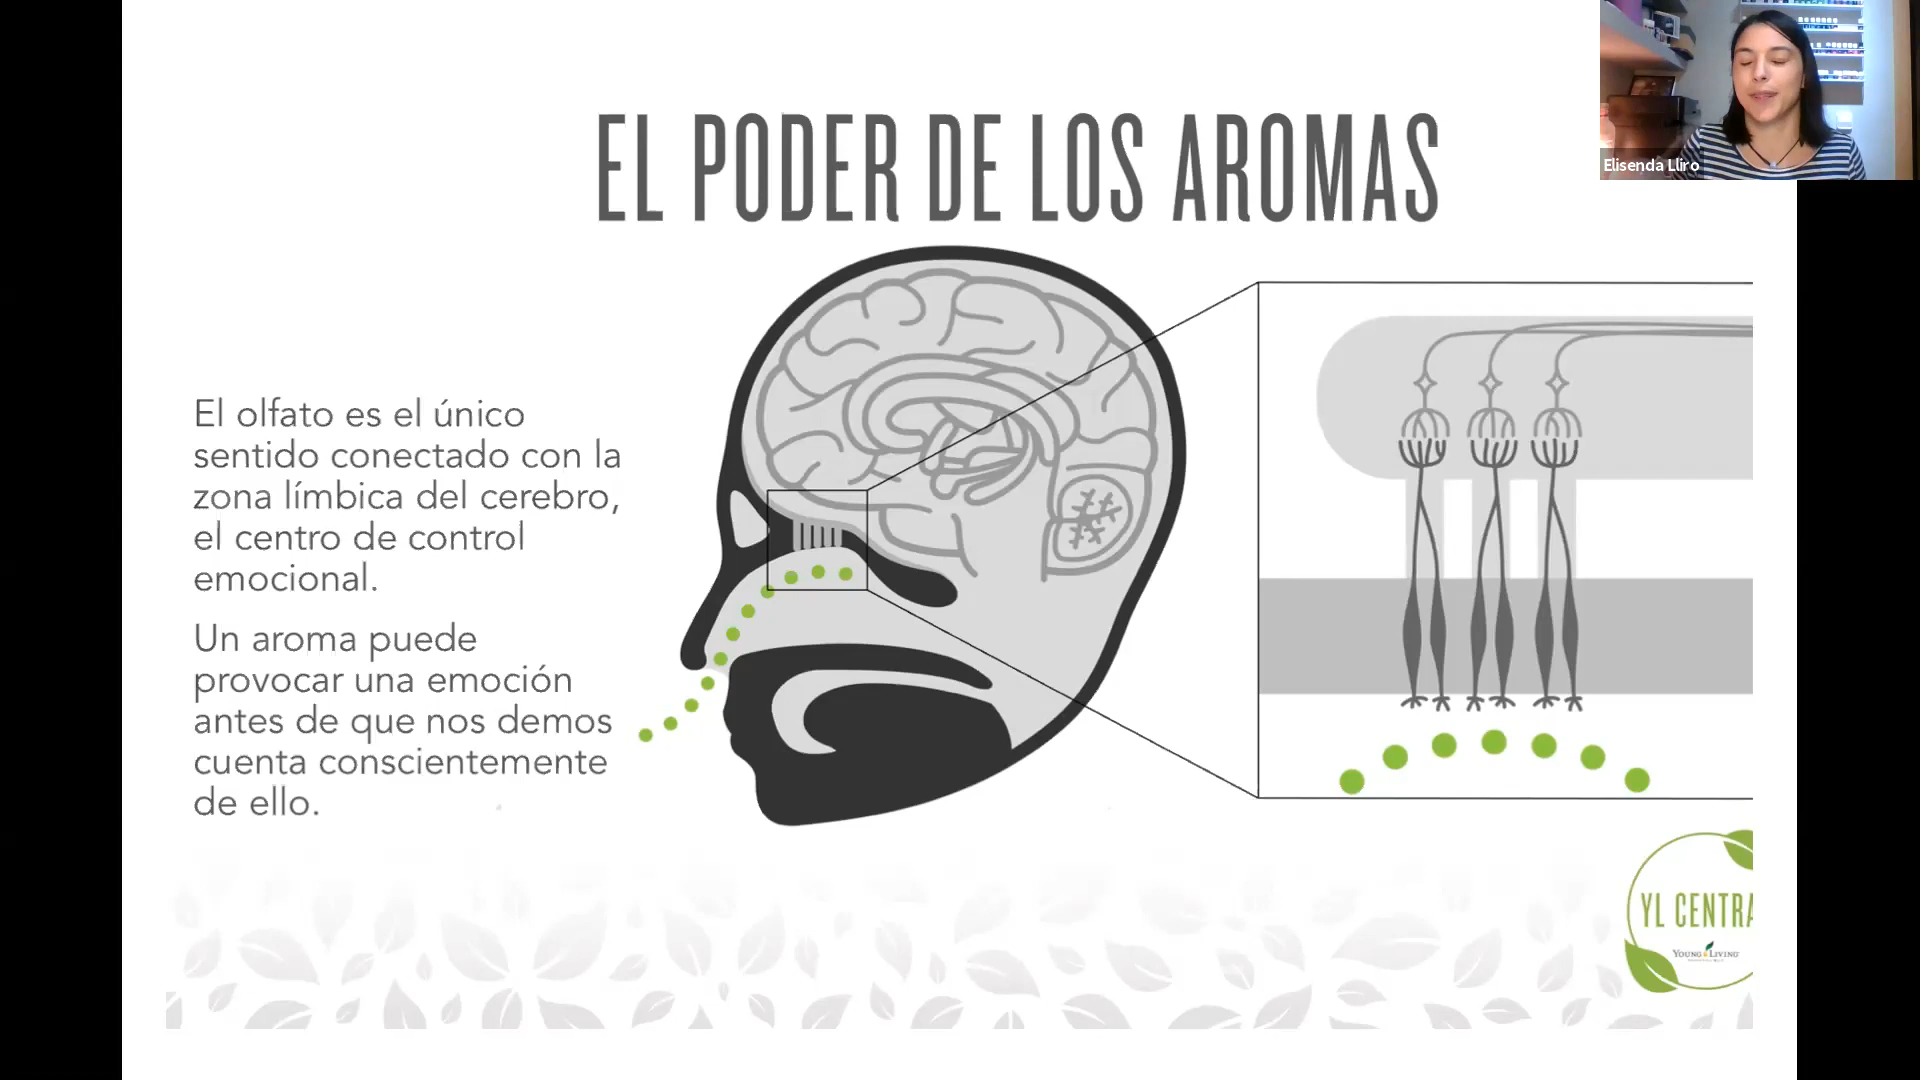 Elisenda Lliro
EL PODER DE LOS AROMAS
El olfato es el único
sentido conectado con la
zona límbica del cerebro,
el centro de control
emocional.
Un aroma puede
provocar una emoción
antes de que nos demos
cuenta conscientemente
de ello.
YL CENTRA
YOUNG LIVING